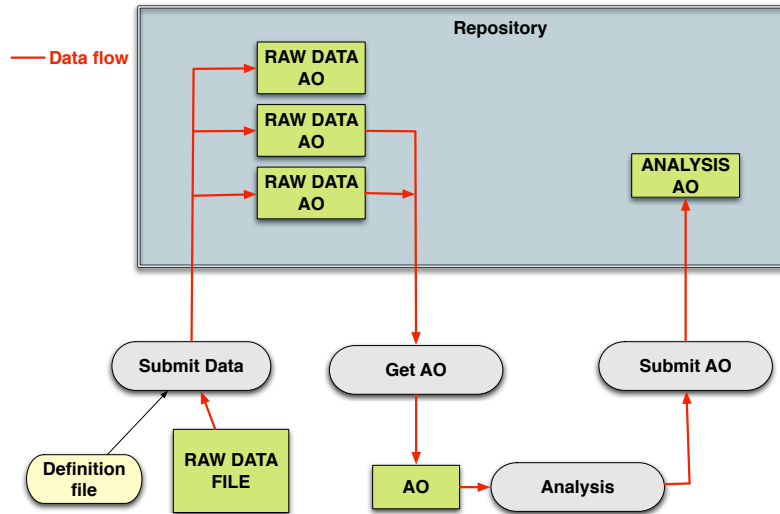 Repository
Data flow
RAW DATA
AO
RAW DATA
AO
RAW DATA
AO
ANALYSIS
AO
Submit Data
Get AO
Submit AO
Definition
file
RAW DATA
FILE
AO
Analysis